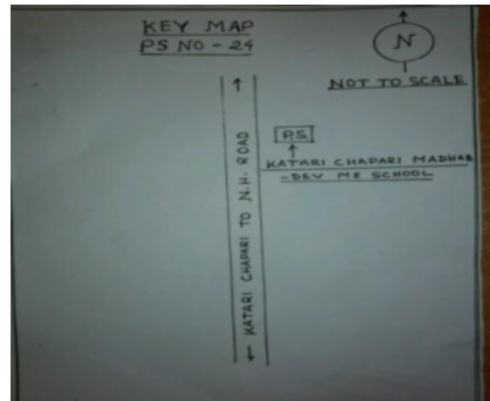 KEY MAP
PS NO - 24
N
NOT TO SCALE
P.S.
KATARI CHAPARI MADHAB
-DEV ME SCHOOL
KATARI CHAPARI TO N.H. ROAD